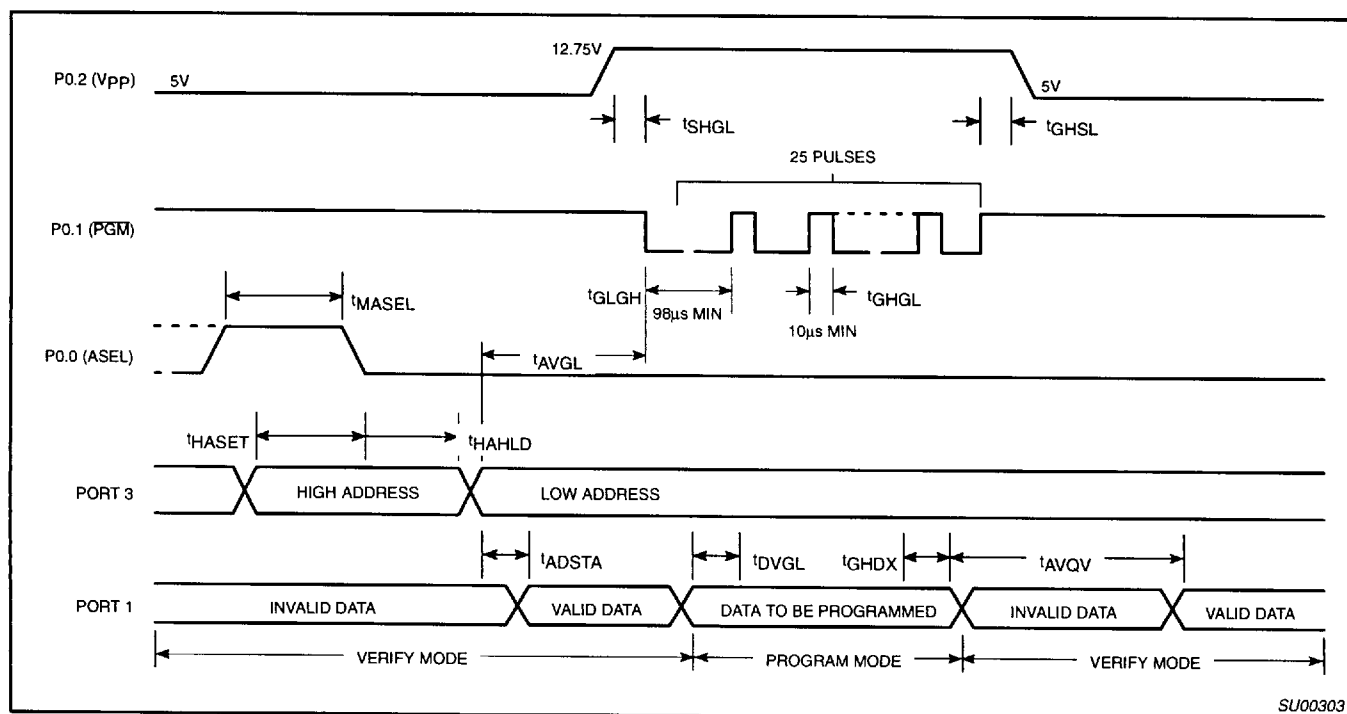 12.75V
P0.2 (VPP)
5V
5V
tSHGL
tGHSL
25 PULSES
P0.1 (PGM)
tMASEL
tGLGH
98µs MIN
10µs MIN
tGHGL
P0.0 (ASEL)
tAVGL
tHASET
tHAHLD
PORT 3
HIGH ADDRESS
LOW ADDRESS
tADSTA
tDVGL
tGHDX
tAVQV
PORT 1
INVALID DATA
VALID DATA
DATA TO BE PROGRAMMED
INVALID DATA
VALID DATA
VERIFY MODE
PROGRAM MODE
VERIFY MODE
SU00303